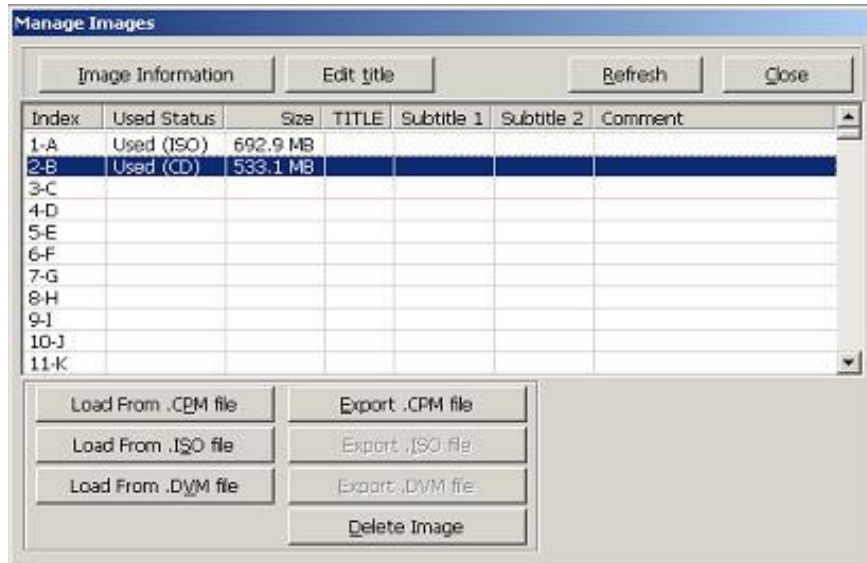 Manage Images
Image Information Edit title Refresh Close
Index Used Status Size TITLE Subtitle 1 Subtitle 2 Comment
1-A Used (ISO) 692.9 MB
2-B Used (CD) 533.1 MB
3-C
4-D
5-E
6-F
7-G
8-H
9-I
10-J
11-K
Load From .CPM file Export .CPM file
Load From .ISO file Export .ISO file
Load From .DVM file Export .DVM file
Delete Image